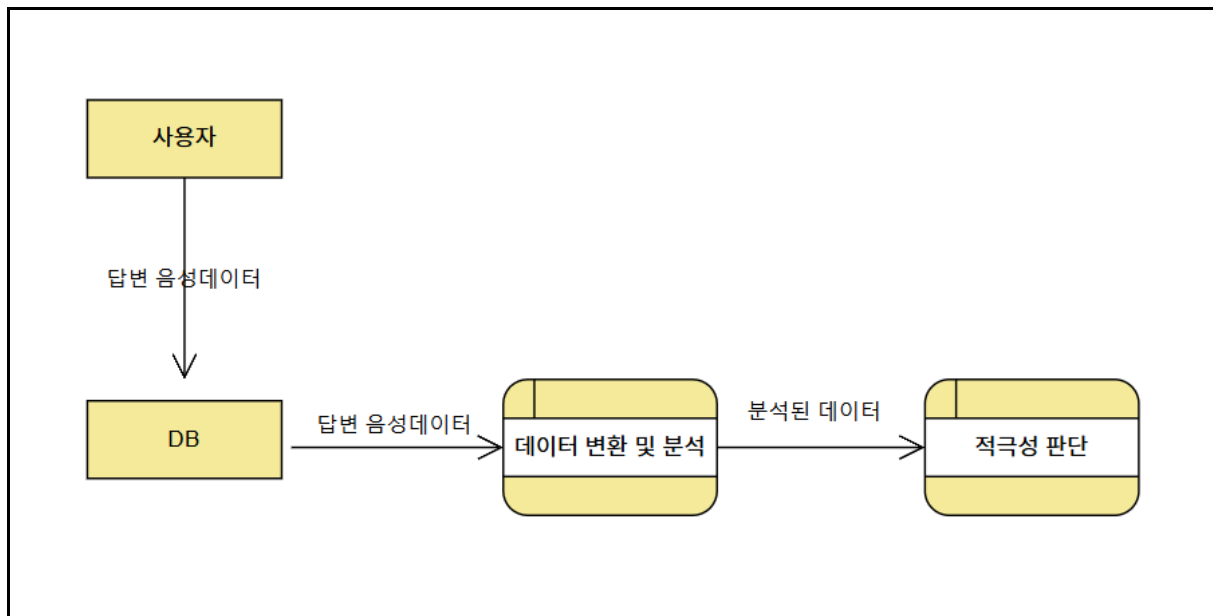 사용자
답변 음성데이터
DB
답변 음성데이터
데이터 변환 및 분석
분석된 데이터
적극성 판단